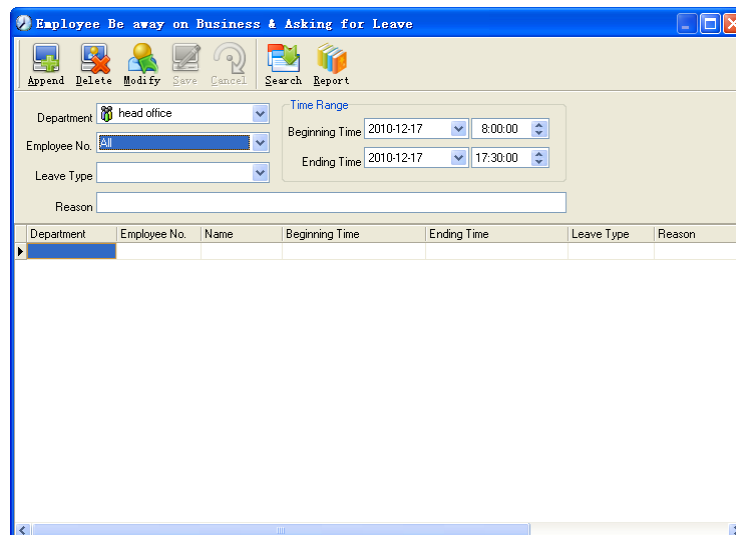 Employee Be away on Business & Asking for Leave
Append Delete Modify Save Cancel Search Report
Department head office
Employee No. All
Leave Type
Reason
Time Range
Beginning Time 2010-12-17 8:00:00
Ending Time 2010-12-17 17:30:00
Department Employee No. Name Beginning Time Ending Time Leave Type Reason